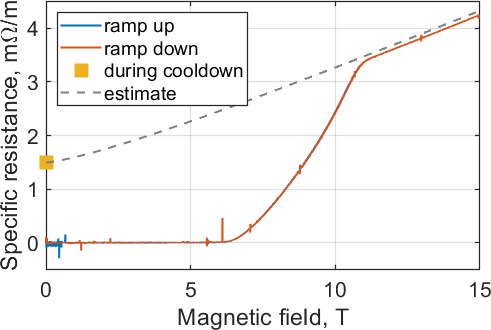 ramp up
ramp down
during cooldown
estimate
Specific resistance, mΩ/m
4
3
2
1
0
0
5
10
15
Magnetic field, T